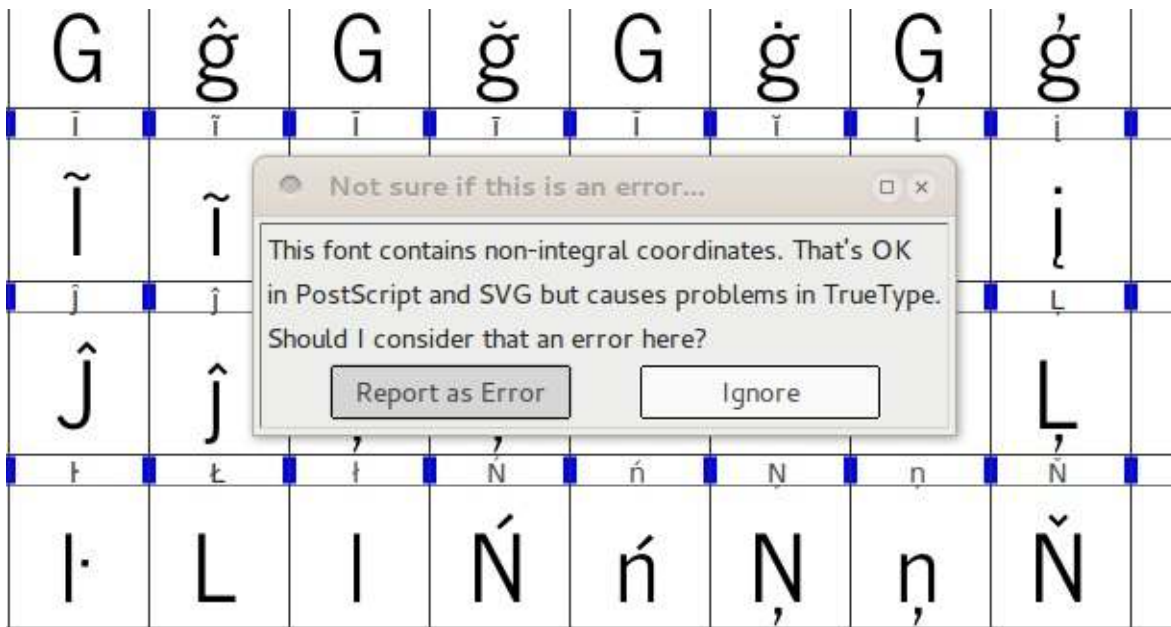 G ĝ G ğ G ġ Ģ ģ
Ĩ ĩ į
Not sure if this is an error...
This font contains non-integral coordinates. That's OK
in PostScript and SVG but causes problems in TrueType.
Should I consider that an error here?
Report as Error Ignore
Ĵ ĵ Ļ
Ĵ ĵ Ļ
ŀ Ł ł Ń ń Ņ ņ Ň
ŀ L l Ń ń Ņ ņ Ň